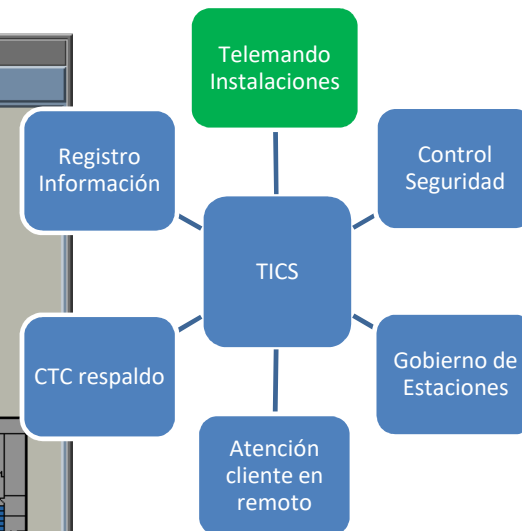 Telemando
Instalaciones
Registro
Información
Control
Seguridad
TICS
CTC respaldo
Gobierno de
Estaciones
Atención
cliente en
remoto